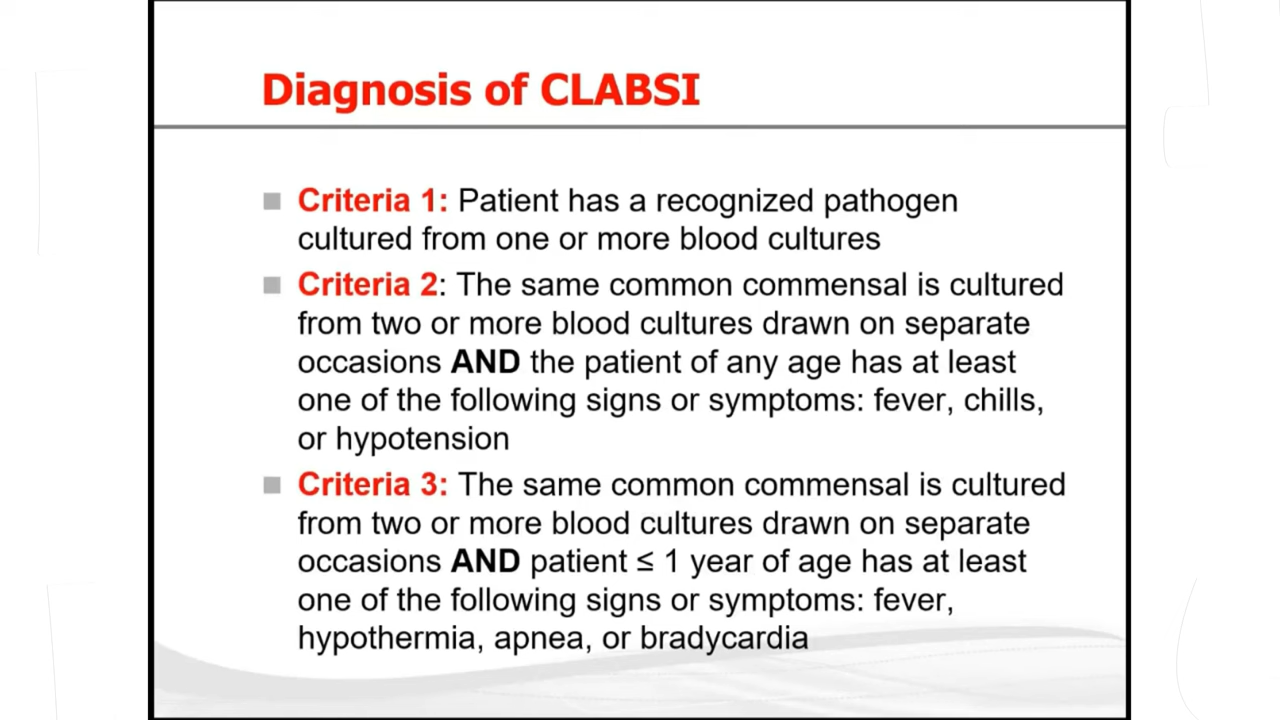 Diagnosis of CLABSI
Criteria 1: Patient has a recognized pathogen
cultured from one or more blood cultures
Criteria 2: The same common commensal is cultured
from two or more blood cultures drawn on separate
occasions AND the patient of any age has at least
one of the following signs or symptoms: fever, chills,
or hypotension
Criteria 3: The same common commensal is cultured
from two or more blood cultures drawn on separate
occasions AND patient ≤ 1 year of age has at least
one of the following signs or symptoms: fever,
hypothermia, apnea, or bradycardia